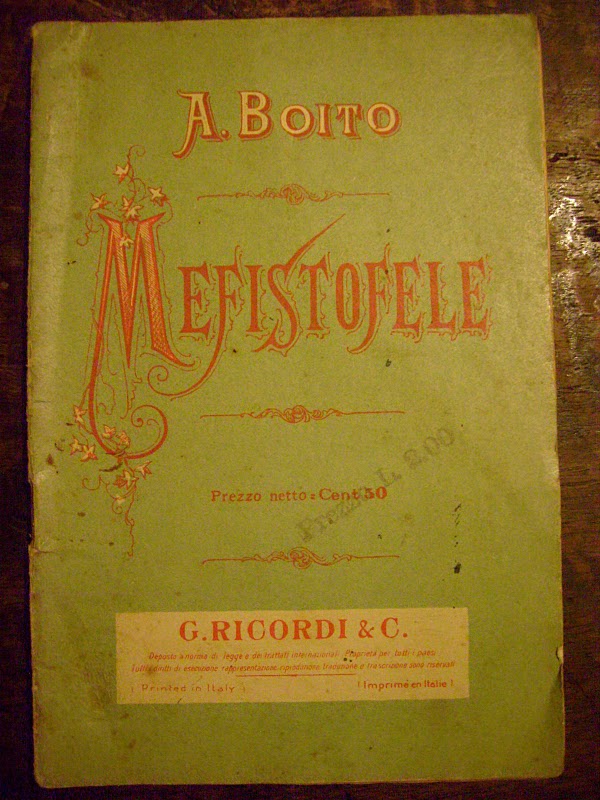 A. BOITO
MEFISTOFELE
Prezzo netto = Cent 50
Prezzo L. 2.00
G. RICORDI & C.
Deposto a norma di legge e dei trattati internazionali. Proprietà per tutti i paesi.
Tutti i diritti di esecuzione, rappresentazione, riproduzione, traduzione e trascrizione sono riservati
( Printed in Italy ) ( Imprimé en Italie )